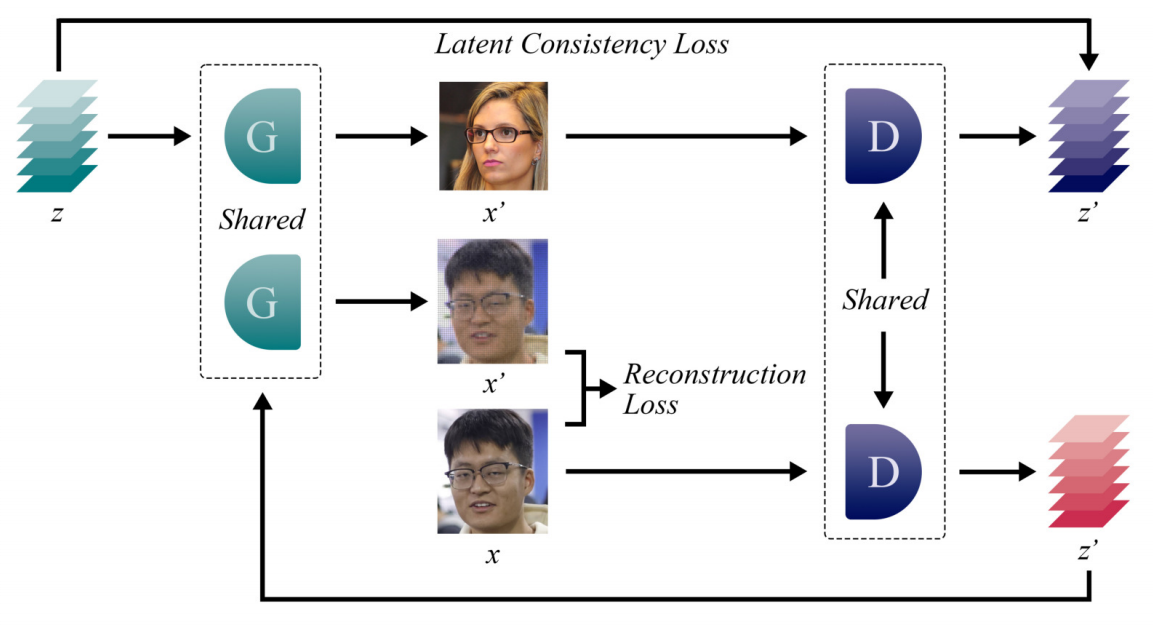 Latent Consistency Loss
G
D
z
x’
z’
Shared
G
Shared
x’
Reconstruction
Loss
D
x
z’